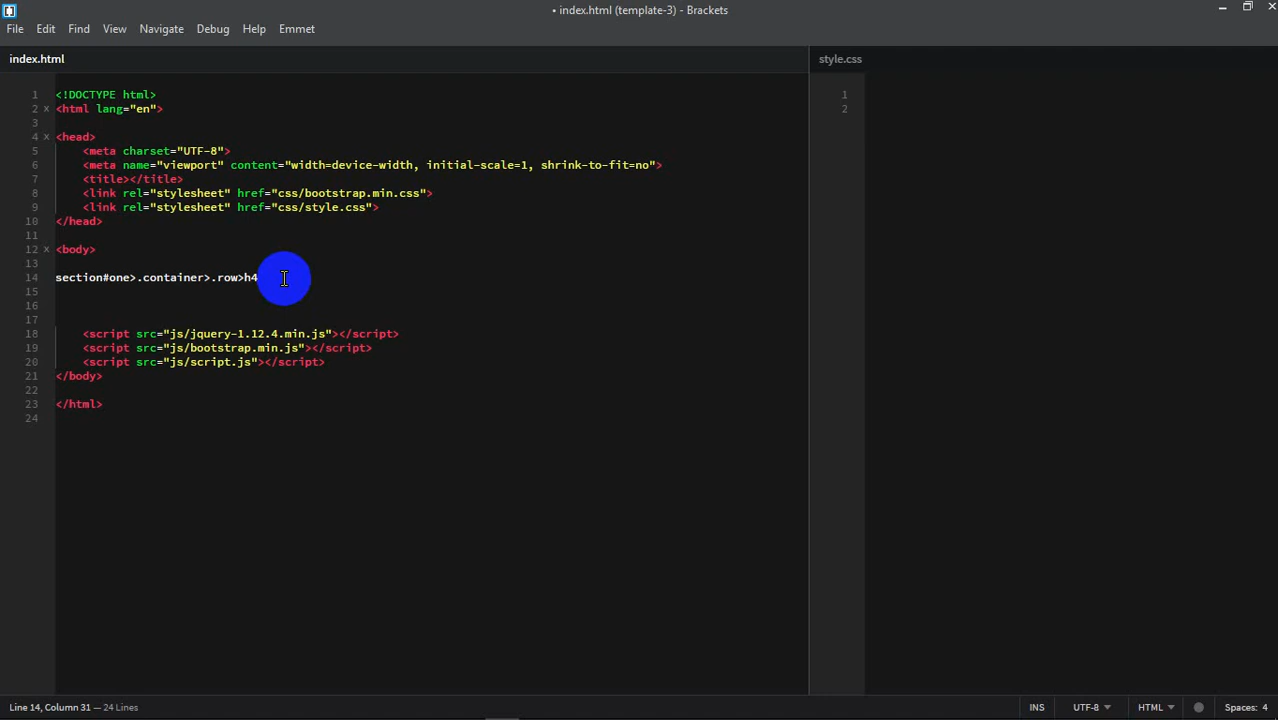 • index.html (template-3) - Brackets
File Edit Find View Navigate Debug Help Emmet
index.html
1 <!DOCTYPE html>
2 x <html lang="en">
3
4 x <head>
5 <meta charset="UTF-8">
6 <meta name="viewport" content="width=device-width, initial-scale=1, shrink-to-fit=no">
7 <title></title>
8 <link rel="stylesheet" href="css/bootstrap.min.css">
9 <link rel="stylesheet" href="css/style.css">
10 </head>
11
12 x <body>
13
14 section#one>.container>.row>h4
15
16
17
18 <script src="js/jquery-1.12.4.min.js"></script>
19 <script src="js/bootstrap.min.js"></script>
20 <script src="js/script.js"></script>
21 </body>
22
23 </html>
24
style.css
1
2
Line 14, Column 31 — 24 Lines
INS UTF-8 HTML Spaces: 4